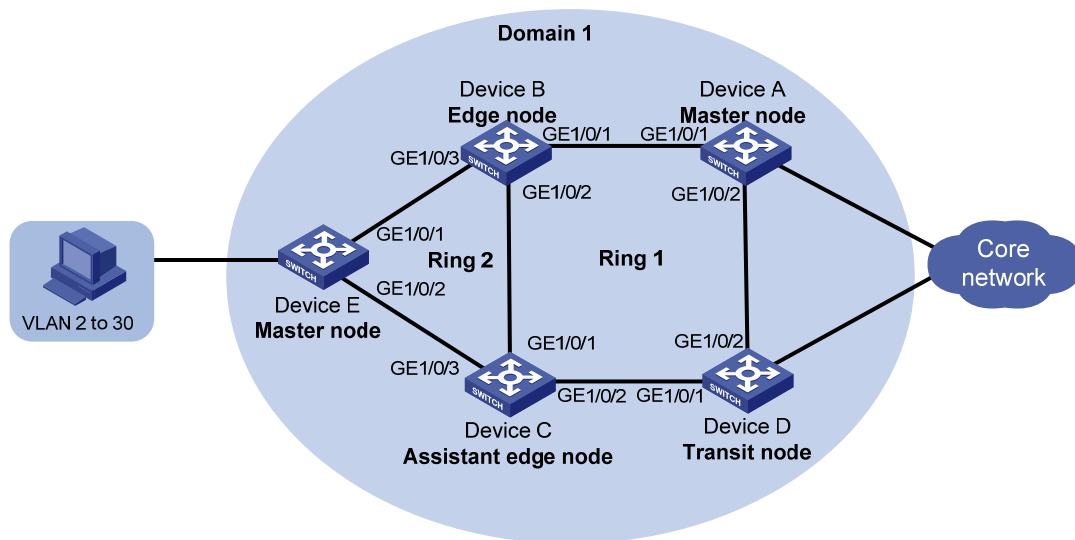 Domain 1
Device B
Edge node
Device A
Master node
GE1/0/1
GE1/0/1
GE1/0/3
SWITCH
SWITCH
GE1/0/2
GE1/0/2
GE1/0/1
Ring 2
Ring 1
SWITCH
Core
network
GE1/0/2
Device E
Master node
VLAN 2 to 30
GE1/0/1
GE1/0/2
GE1/0/3
SWITCH
SWITCH
GE1/0/2
GE1/0/1
Device C
Assistant edge node
Device D
Transit node